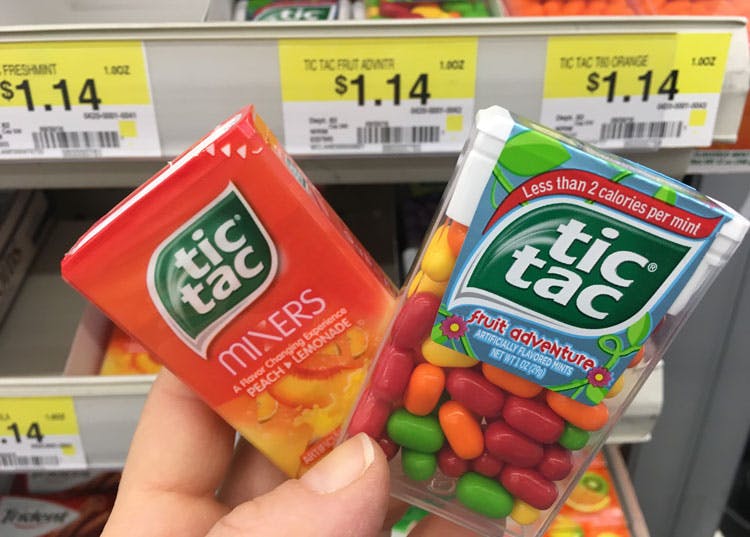 FRESHMINT 1.0OZ
$1.14
TIC TAC FRUT ADVNTR 1.0OZ
$1.14
TIC TAC T80 ORANGE 1.0OZ
$1.14
tic
tac
MIXERS
A Flavor Changing Experience
PEACH LEMONADE
Less than 2 calories per mint
tic
tac®
fruit adventure
ARTIFICIALLY FLAVORED MINTS
NET WT 1 OZ (29g)
.14
Trident